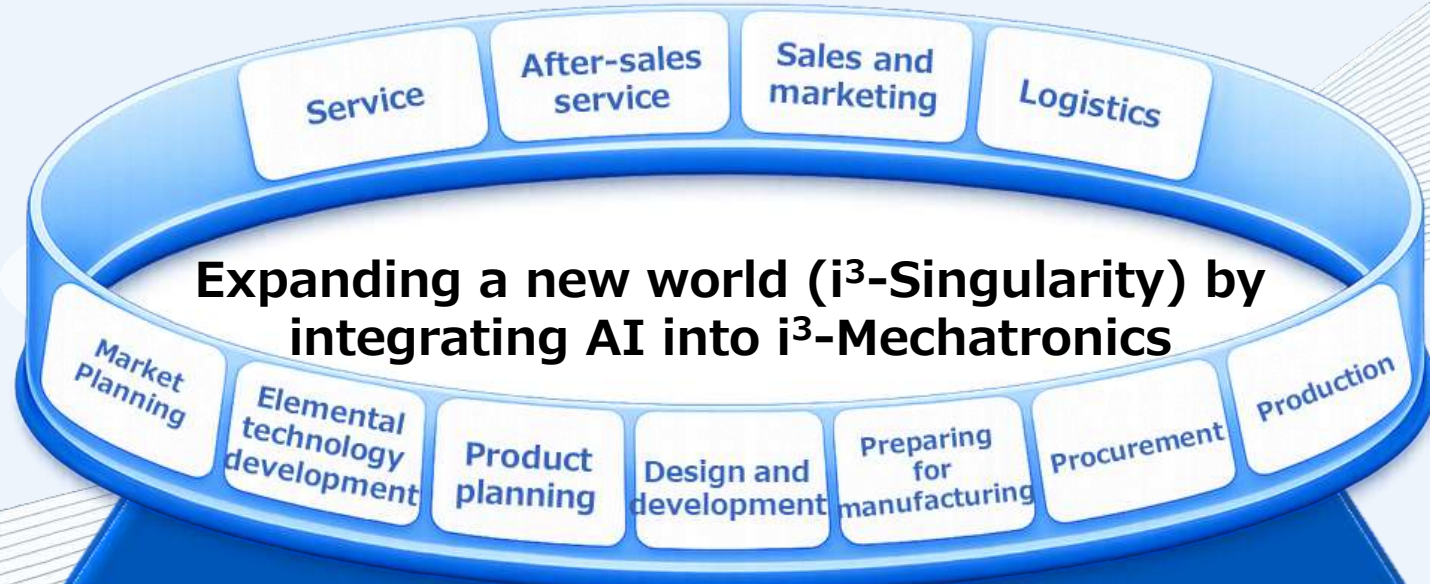 Service
After-sales
service
Sales and
marketing
Logistics
Expanding a new world (i³-Singularity) by
integrating AI into i³-Mechatronics
Market
Planning
Elemental
technology
development
Product
planning
Design and
development
Preparing
for
manufacturing
Procurement
Production